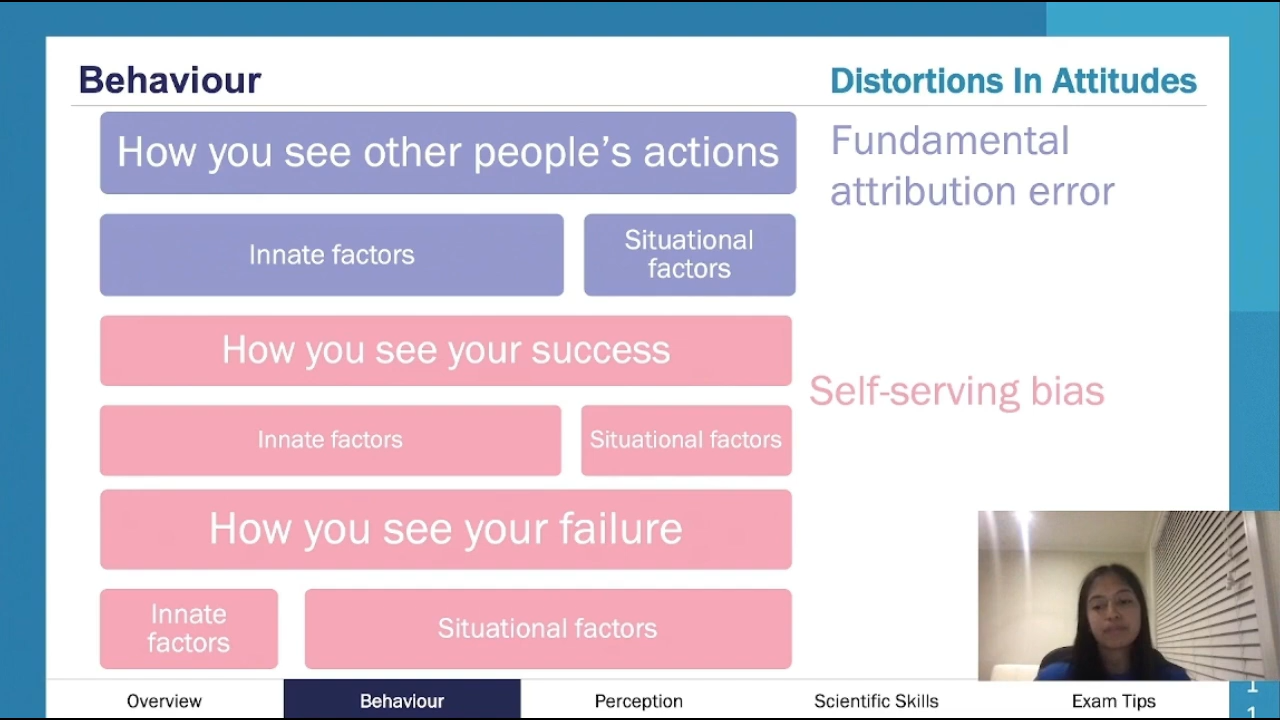 Behaviour
Distortions In Attitudes
How you see other people’s actions
Fundamental
attribution error
Innate factors
Situational
factors
How you see your success
Self-serving bias
Innate factors
Situational factors
How you see your failure
Innate
factors
Situational factors
Overview
Behaviour
Perception
Scientific Skills
Exam Tips
1
1